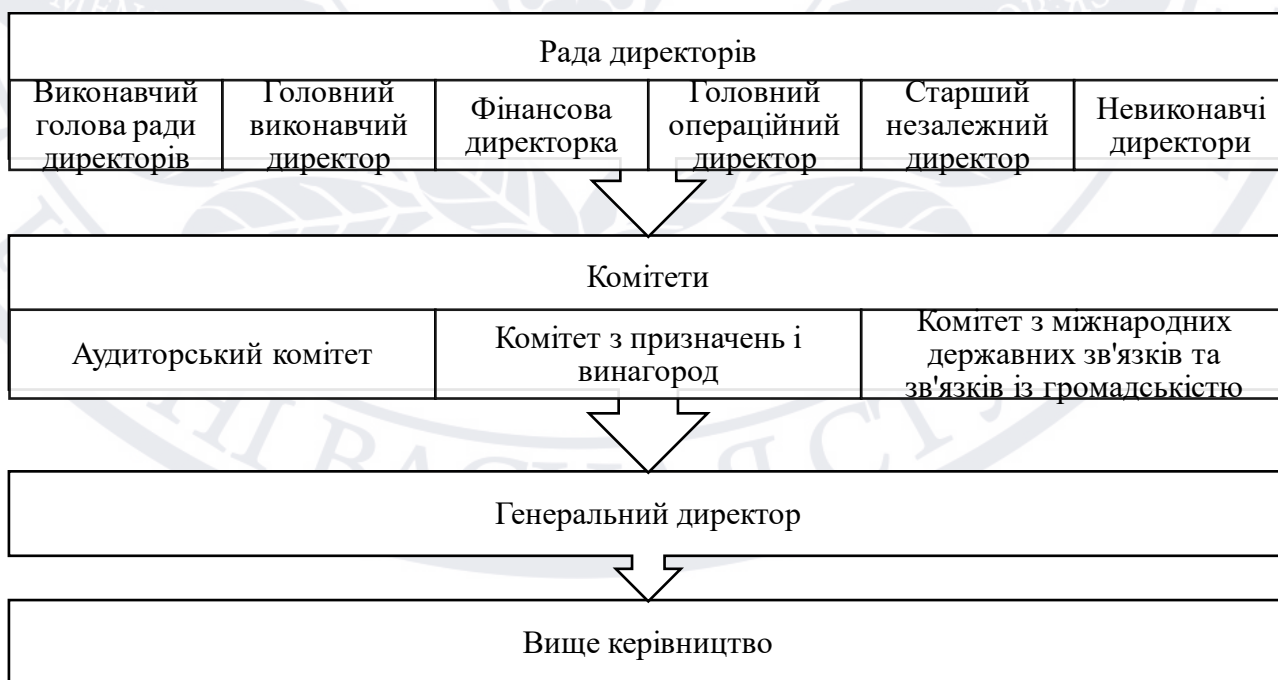 Рада директорів
Виконавчий
голова ради
директорів
Головний
виконавчий
директор
Фінансова
директорка
Головний
операційний
директор
Старший
незалежний
директор
Невиконавчі
директори
Комітети
Аудиторський комітет
Комітет з призначень і
винагород
Комітет з міжнародних
державних зв'язків та
зв'язків із громадськістю
Генеральний директор
Вище керівництво